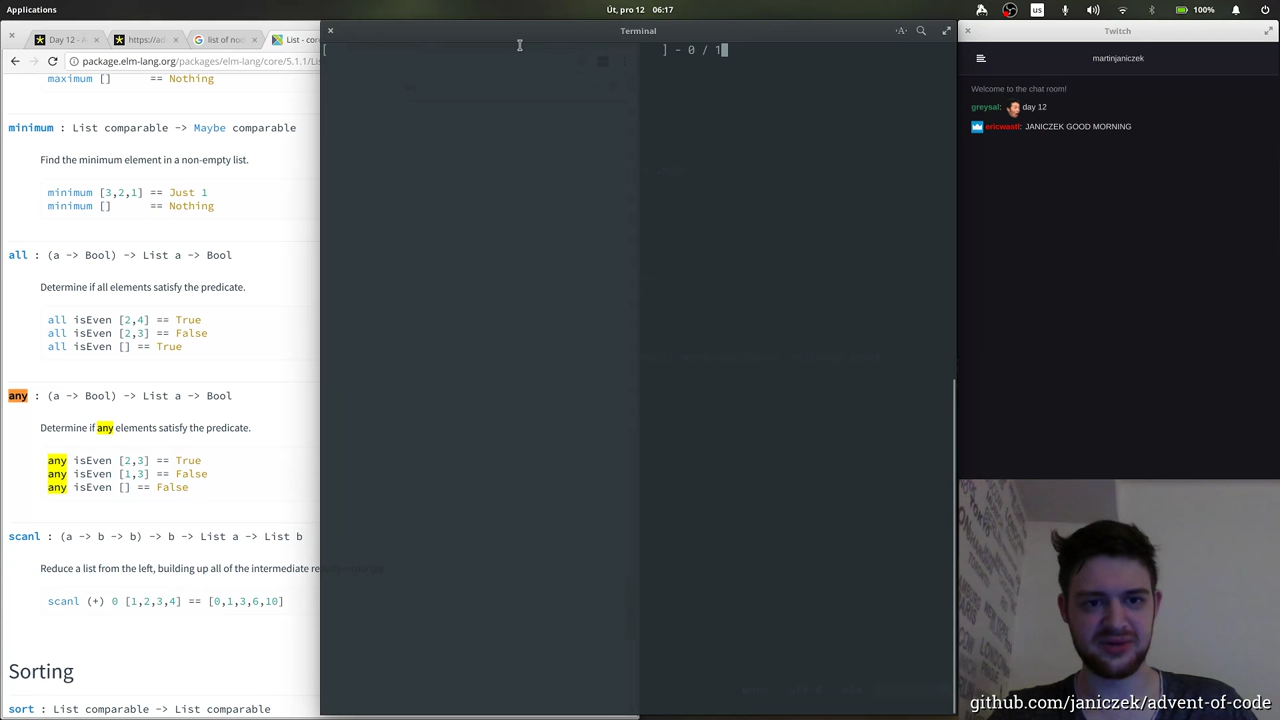 Applications
Út, pro 12 06:17
us
100%
Day 12 - A
https://ad
list of nod
List - core
package.elm-lang.org/packages/elm-lang/core/5.1.1/Lis
maximum [] == Nothing
minimum : List comparable -> Maybe comparable
Find the minimum element in a non-empty list.
minimum [3,2,1] == Just 1
minimum [] == Nothing
all : (a -> Bool) -> List a -> Bool
Determine if all elements satisfy the predicate.
all isEven [2,4] == True
all isEven [2,3] == False
all isEven [] == True
any : (a -> Bool) -> List a -> Bool
Determine if any elements satisfy the predicate.
any isEven [2,3] == True
any isEven [1,3] == False
any isEven [] == False
scanl : (a -> b -> b) -> b -> List a -> List b
Reduce a list from the left, building up all of the intermediate re
scanl (+) 0 [1,2,3,4] == [0,1,3,6,10]
Sorting
sort : List comparable -> List comparable
Terminal
A
[ ] - 0 / 1
Twitch
martinjaniczek
Welcome to the chat room!
greysal: day 12
ericwastl: JANICZEK GOOD MORNING
github.com/janiczek/advent-of-code